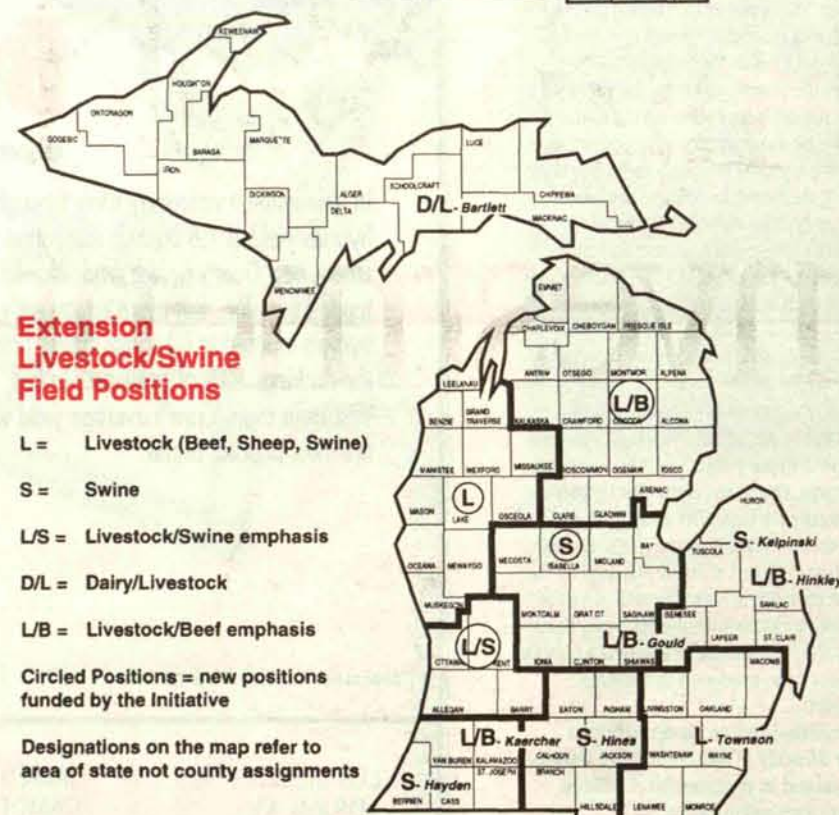 KEWEENAW
HOUGHTON
ONTONAGON
GOGEBIC
BARAGA
MARQUETTE
IRON
LUCE
DICKINSON
ALGER
SCHOOLCRAFT
CHIPPEWA
DELTA
D/L - Bartlett
MACKINAC
MENOMINEE
EMMET
Extension
Livestock/Swine
Field Positions
L = Livestock (Beef, Sheep, Swine)
S = Swine
L/S = Livestock/Swine emphasis
D/L = Dairy/Livestock
L/B = Livestock/Beef emphasis
Circled Positions = new positions
funded by the Initiative
Designations on the map refer to
area of state not county assignments
CHARLEVOIX CHEBOYGAN PRESQUE ISLE
ANTRIM OTSEGO MONTMOR ALPENA
LEELANAU
L/B
BENZIE GRAND TRAVERSE KALKASKA CRAWFORD OSCODA ALCONA
MANISTEE WEXFORD MISSAUKEE ROSCOMMON OGEMAW IOSCO
ARENAC
L
MASON LAKE OSCEOLA CLARE GLADWIN
HURON
S
OCEANA NEWAYGO MECOSTA ISABELLA MIDLAND BAY TUSCOLA
S - Kelpinski
L/B - Hinkley
SANILAC
MUSKEGON MONTCALM GRATIOT SAGINAW GENESEE
LAPEER ST. CLAIR
L/S
L/B - Gould
OTTAWA KENT IONIA CLINTON SHIAWAS
MACOMB
ALLEGAN BARRY EATON INGHAM LIVINGSTON OAKLAND
L/B - Kaercher S - Hines L - Townson
VAN BUREN KALAMAZOO CALHOUN JACKSON WASHTENAW WAYNE
ST. JOSEPH BRANCH
S - Hayden
BERRIEN CASS HILLSDALE LENAWEE MONROE